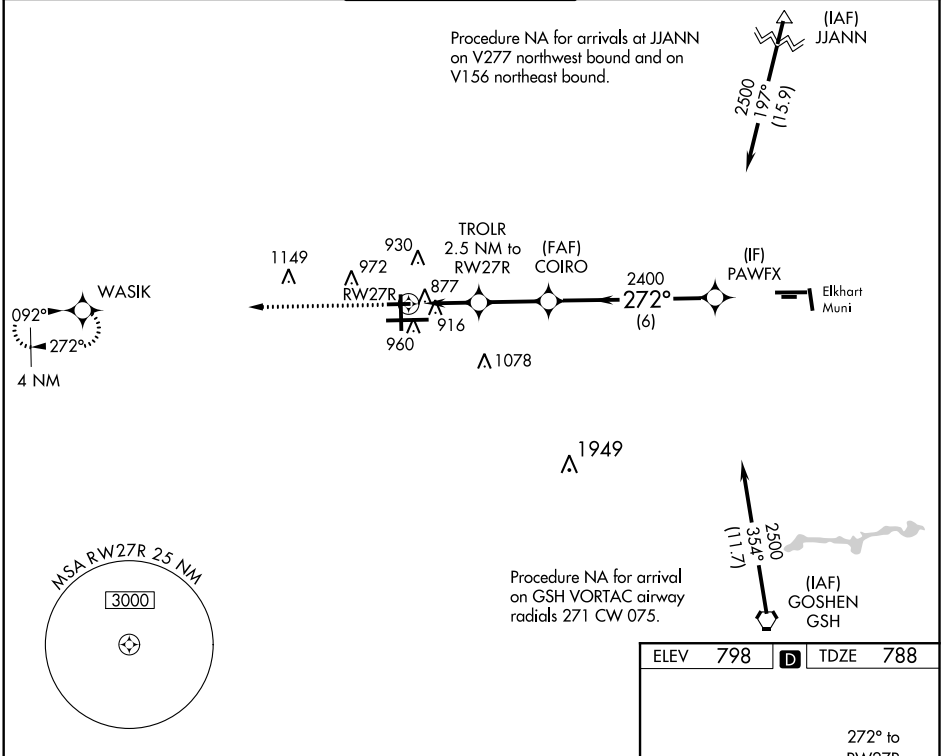 Procedure NA for arrivals at JJANN
on V277 northwest bound and on
V156 northeast bound.
(IAF)
JJANN
2500
197°
(15.9)
TROLR
2.5 NM to
RW27R
(FAF)
COIRO
(IF)
PAWFX
Elkhart
Muni
2400
272°
(6)
1149
972
930
RW27R
877
916
960
1078
WASIK
092°
272°
4 NM
1949
2500
354°
(11.7)
MSA RW27R 25 NM
3000
Procedure NA for arrival
on GSH VORTAC airway
radials 271 CW 075.
(IAF)
GOSHEN
GSH
ELEV 798 D TDZE 788
272° to
RW27R